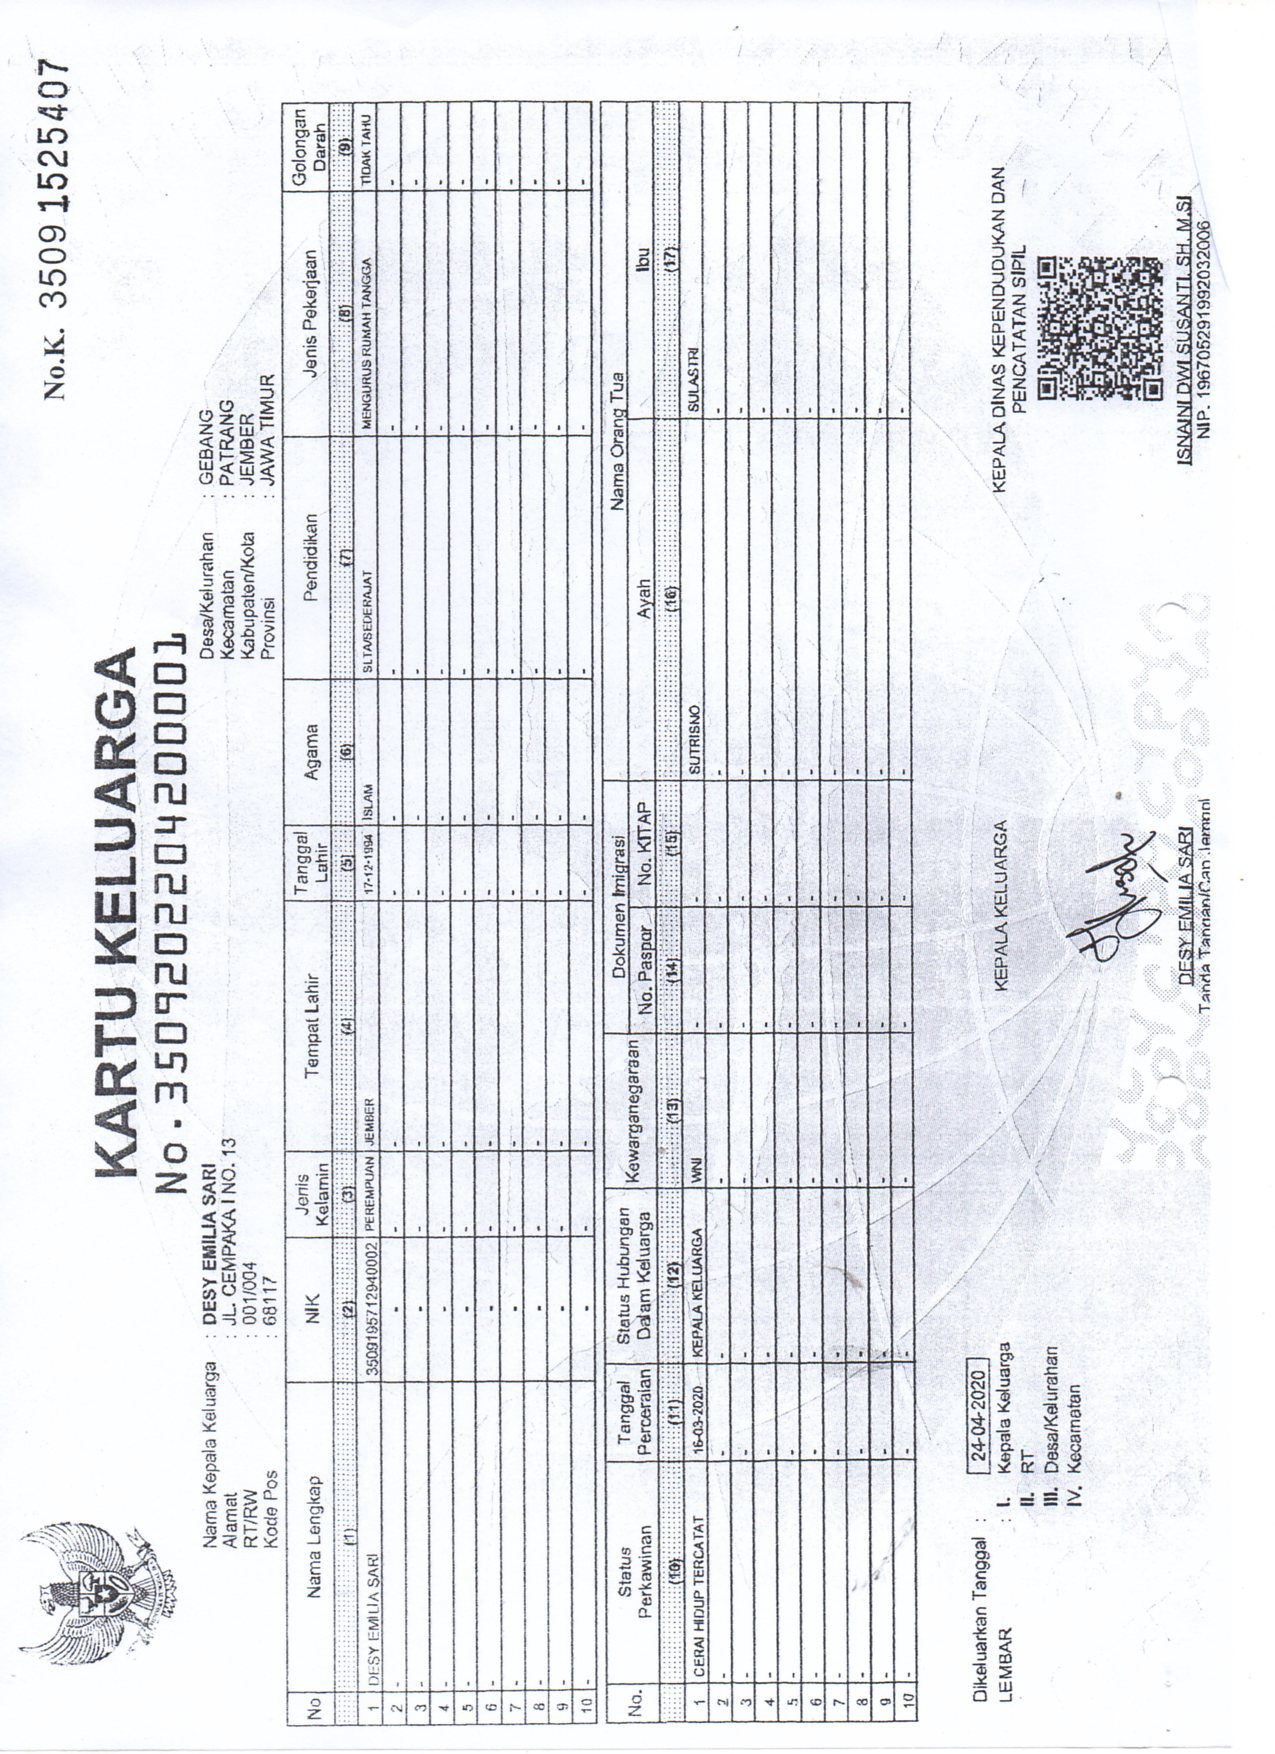 No.K. 3509 1525407
KARTU KELUARGA
No. 3509202204200001
Nama Kepala Keluarga : DESY EMILIA SARI
Alamat : JL. CEMPAKA I NO. 13
RT/RW : 001/004
Kode Pos : 68117
Desa/Kelurahan : GEBANG
Kecamatan : PATRANG
Kabupaten/Kota : JEMBER
Provinsi : JAWA TIMUR
No Nama Lengkap NIK Jenis Kelamin Tempat Lahir Tanggal Lahir Agama Pendidikan Jenis Pekerjaan Golongan Darah
(1) (2) (3) (4) (5) (6) (7) (8) (9)
1 DESY EMILIA SARI 3509195712940002 PEREMPUAN JEMBER 17-12-1994 ISLAM SLTA/SEDERAJAT MENGURUS RUMAH TANGGA TIDAK TAHU
2 - - - - - - - - -
3 - - - - - - - - -
4 - - - - - - - - -
5 - - - - - - - - -
6 - - - - - - - - -
7 - - - - - - - - -
8 - - - - - - - - -
9 - - - - - - - - -
10 - - - - - - - - -
No. Status Perkawinan Tanggal Perceraian Status Hubungan Dalam Keluarga Kewarganegaraan Dokumen Imigrasi Nama Orang Tua
No. Paspor No. KITAP Ayah Ibu
(10) (11) (12) (13) (14) (15) (16) (17)
1 CERAI HIDUP TERCATAT 16-03-2020 KEPALA KELUARGA WNI - - SUTRISNO SULASTRI
2 - - - - - - - -
3 - - - - - - - -
4 - - - - - - - -
5 - - - - - - - -
6 - - - - - - - -
7 - - - - - - - -
8 - - - - - - - -
9 - - - - - - - -
10 - - - - - - - -
Dikeluarkan Tanggal : 24-04-2020
LEMBAR : I. Kepala Keluarga
II. RT
III. Desa/Kelurahan
IV. Kecamatan
KEPALA KELUARGA
DESY EMILIA SARI
Tanda Tangan/Cap Jempol
KEPALA DINAS KEPENDUDUKAN DAN
PENCATATAN SIPIL
ISNAINI DWI SUSANTI, SH. M.SI
NIP. 196705291992032006